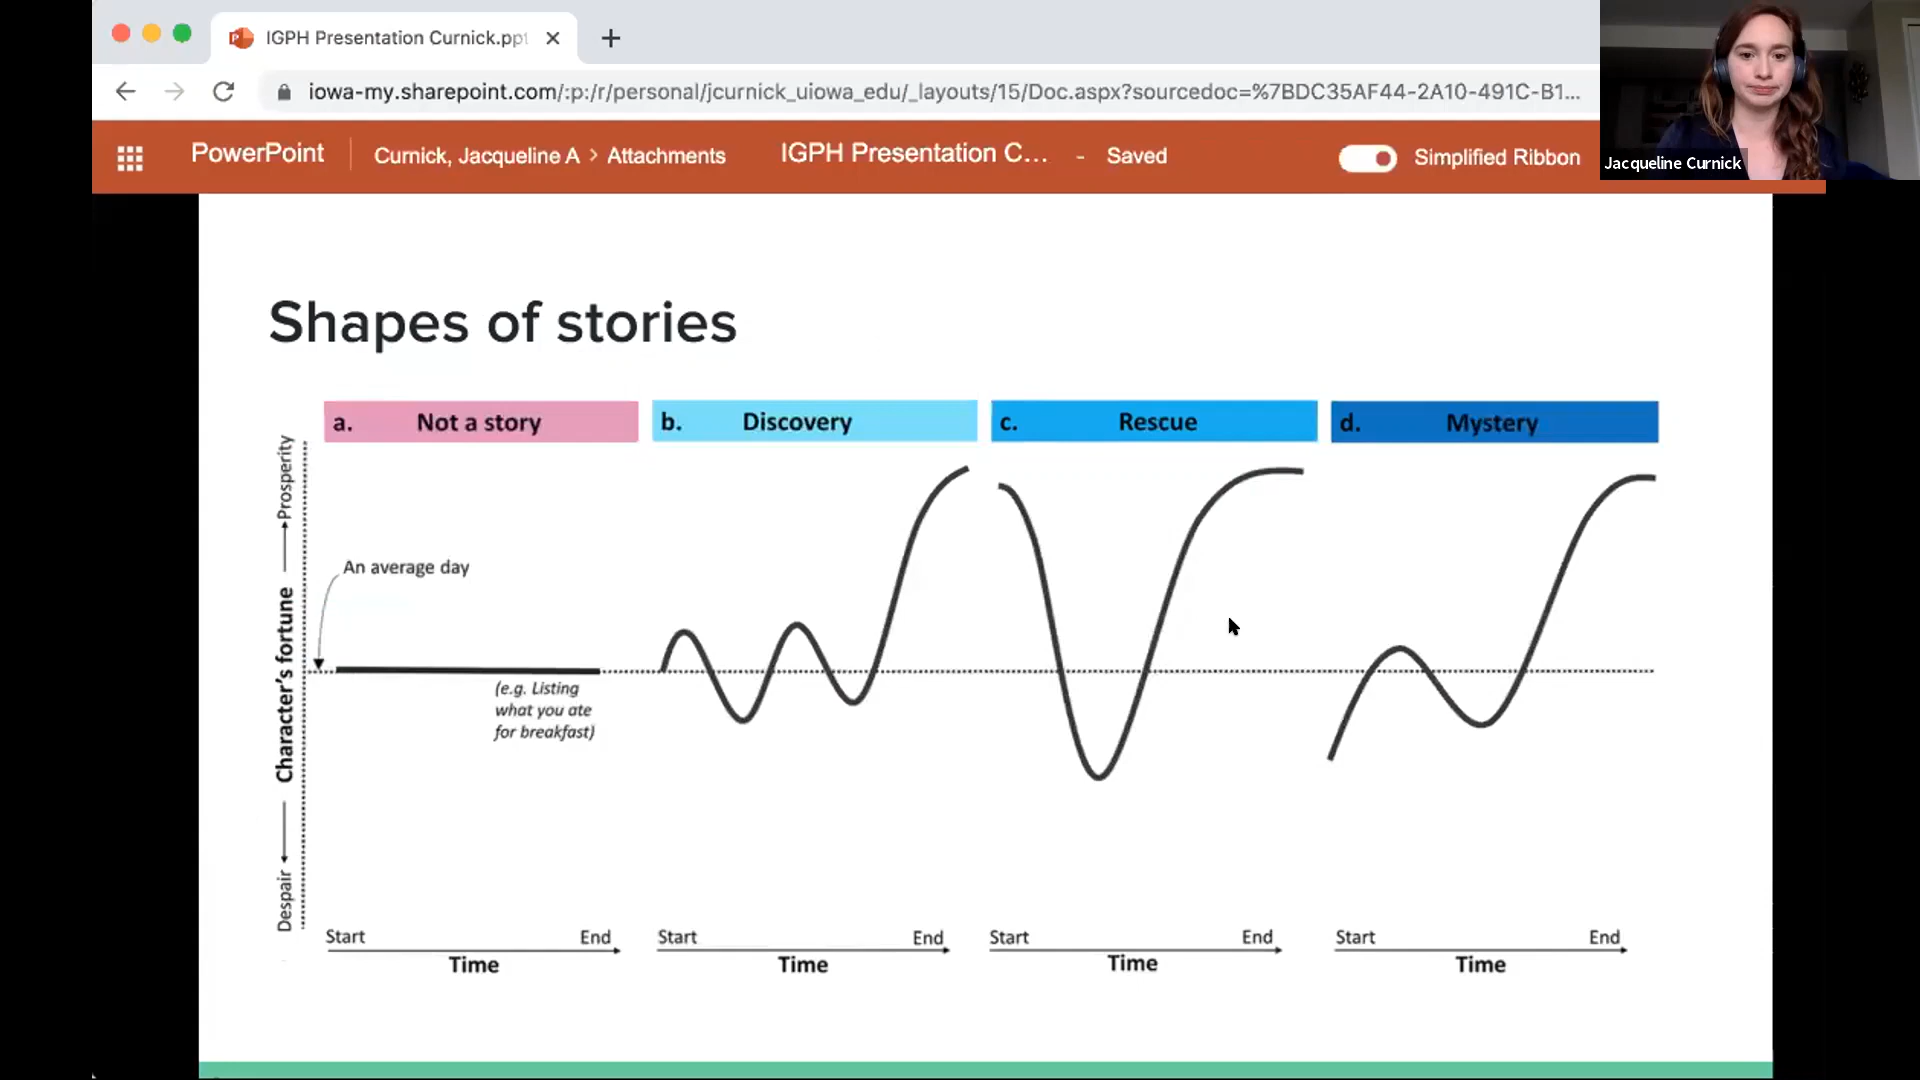 IGPH Presentation Curnick.ppt
iowa-my.sharepoint.com/:p:/r/personal/jcurnick_uiowa_edu/_layouts/15/Doc.aspx?sourcedoc=%7BDC35AF44-2A10-491C-B1...
PowerPoint
Curnick, Jacqueline A > Attachments
IGPH Presentation C... - Saved
Simplified Ribbon
Jacqueline Curnick
Shapes of stories
a. Not a story
b. Discovery
c. Rescue
d. Mystery
Prosperity
Character's fortune
Despair
An average day
(e.g. Listing
what you ate
for breakfast)
Start End
Time
Start End
Time
Start End
Time
Start End
Time